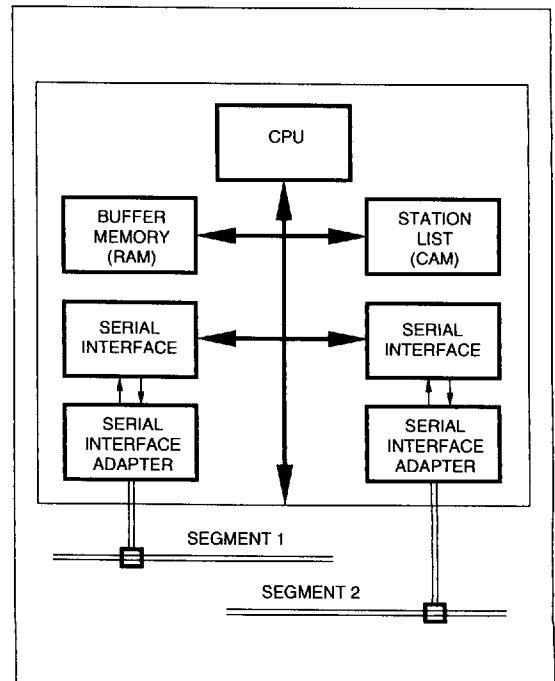 CPU
BUFFER
MEMORY
(RAM)
STATION
LIST
(CAM)
SERIAL
INTERFACE
SERIAL
INTERFACE
SERIAL
INTERFACE
ADAPTER
SERIAL
INTERFACE
ADAPTER
SEGMENT 1
SEGMENT 2